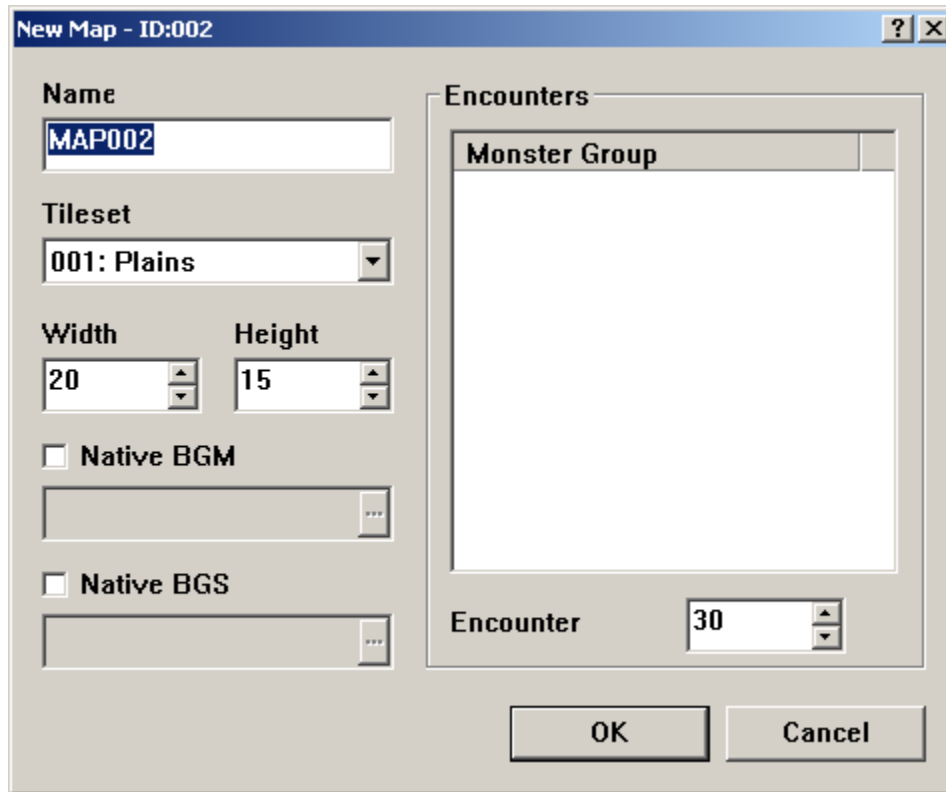 New Map - ID:002
Name
MAP002
Tileset
001: Plains
Width Height
20 15
Native BGM
...
Native BGS
...
Encounters
Monster Group
Encounter 30
OK Cancel